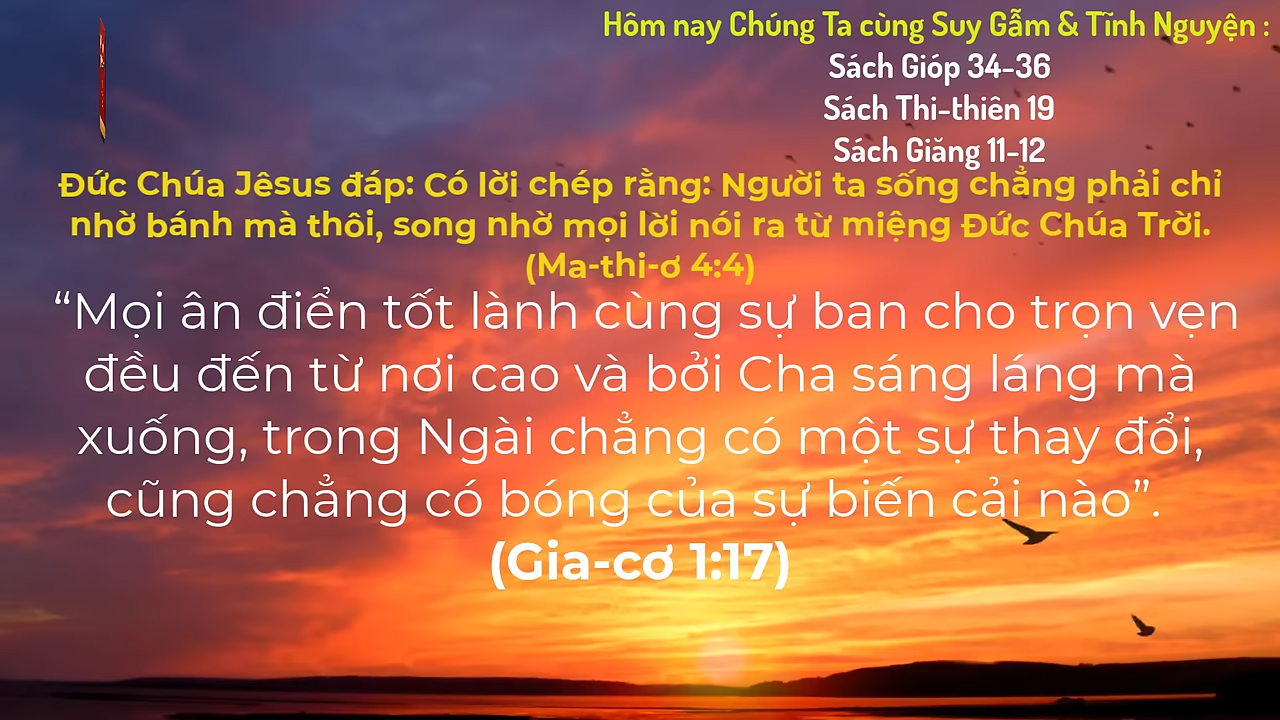 Hôm nay Chúng Ta cùng Suy Gẫm & Tĩnh Nguyện :
Sách Gióp 34-36
Sách Thi-thiên 19
Sách Giăng 11-12
Đức Chúa Jêsus đáp: Có lời chép rằng: Người ta sống chẳng phải chỉ
nhờ bánh mà thôi, song nhờ mọi lời nói ra từ miệng Đức Chúa Trời.
(Ma-thi-ơ 4:4)
“Mọi ân điển tốt lành cùng sự ban cho trọn vẹn
đều đến từ nơi cao và bởi Cha sáng láng mà
xuống, trong Ngài chẳng có một sự thay đổi,
cũng chẳng có bóng của sự biến cải nào”.
(Gia-cơ 1:17)